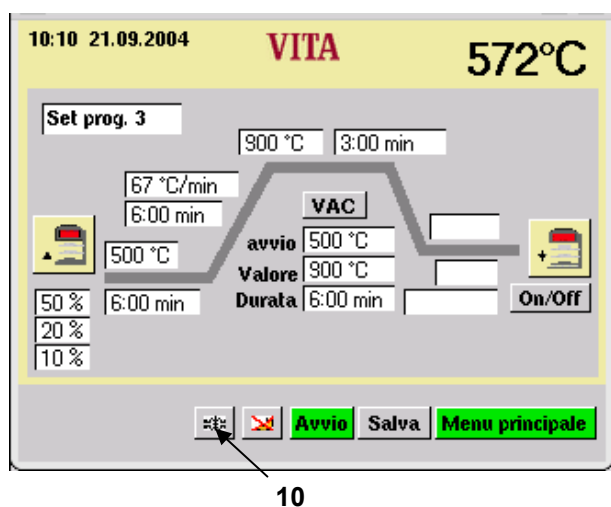 10:10 21.09.2004 VITA 572°C
Set prog. 3
900 °C 3:00 min
67 °C/min
6:00 min
VAC
500 °C
avvio 500 °C
Valore 900 °C
Durata 6:00 min
50 % 6:00 min
20 %
10 %
On/Off
Avvio Salva Menu principale
10